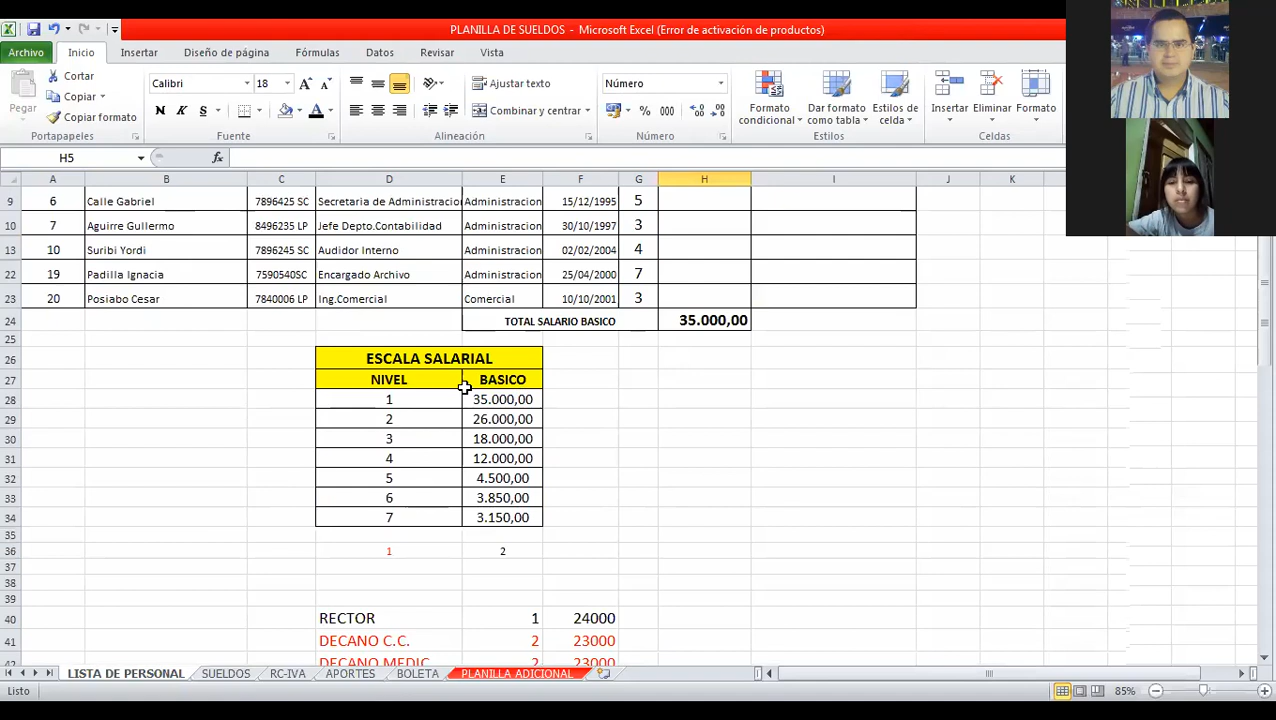 PLANILLA DE SUELDOS - Microsoft Excel (Error de activación de productos)
Archivo Inicio Insertar Diseño de página Fórmulas Datos Revisar Vista
Cortar
Copiar
Copiar formato
Pegar
Portapapeles
Calibri 18
N K S
Fuente
Ajustar texto
Combinar y centrar
Alineación
Número
% 000
Número
Formato condicional
Dar formato como tabla
Estilos de celda
Estilos
Insertar Eliminar Formato
Celdas
H5 fx
A B C D E F G H I J K
9 6 Calle Gabriel 7896425 SC Secretaria de Administracion Administracion 15/12/1995 5
10 7 Aguirre Gullermo 8496235 LP Jefe Depto.Contabilidad Administracion 30/10/1997 3
13 10 Suribi Yordi 7896245 SC Audidor Interno Administracion 02/02/2004 4
22 19 Padilla Ignacia 7590540SC Encargado Archivo Administracion 25/04/2000 7
23 20 Posiabo Cesar 7840006 LP Ing.Comercial Comercial 10/10/2001 3
24 TOTAL SALARIO BASICO 35.000,00
25
26 ESCALA SALARIAL
27 NIVEL BASICO
28 1 35.000,00
29 2 26.000,00
30 3 18.000,00
31 4 12.000,00
32 5 4.500,00
33 6 3.850,00
34 7 3.150,00
35
36 1 2
37
38
39
40 RECTOR 1 24000
41 DECANO C.C. 2 23000
42 DECANO MEDIC 2 23000
LISTA DE PERSONAL SUELDOS RC-IVA APORTES BOLETA PLANILLA ADICIONAL
Listo 85%